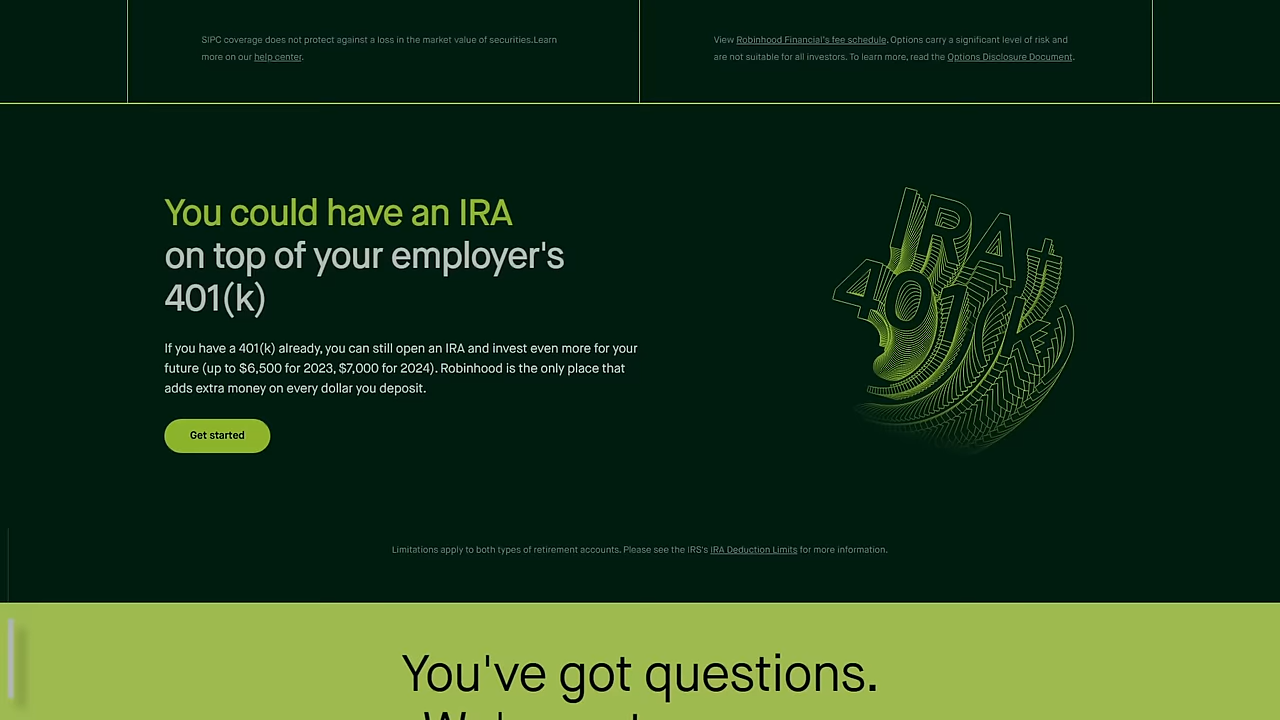 SIPC coverage does not protect against a loss in the market value of securities.Learn
more on our help center.
View Robinhood Financial's fee schedule. Options carry a significant level of risk and
are not suitable for all investors. To learn more, read the Options Disclosure Document.
You could have an IRA
on top of your employer's
401(k)
If you have a 401(k) already, you can still open an IRA and invest even more for your
future (up to $6,500 for 2023, $7,000 for 2024). Robinhood is the only place that
adds extra money on every dollar you deposit.
Get started
IRA +
401(k)
Limitations apply to both types of retirement accounts. Please see the IRS's IRA Deduction Limits for more information.
You've got questions.